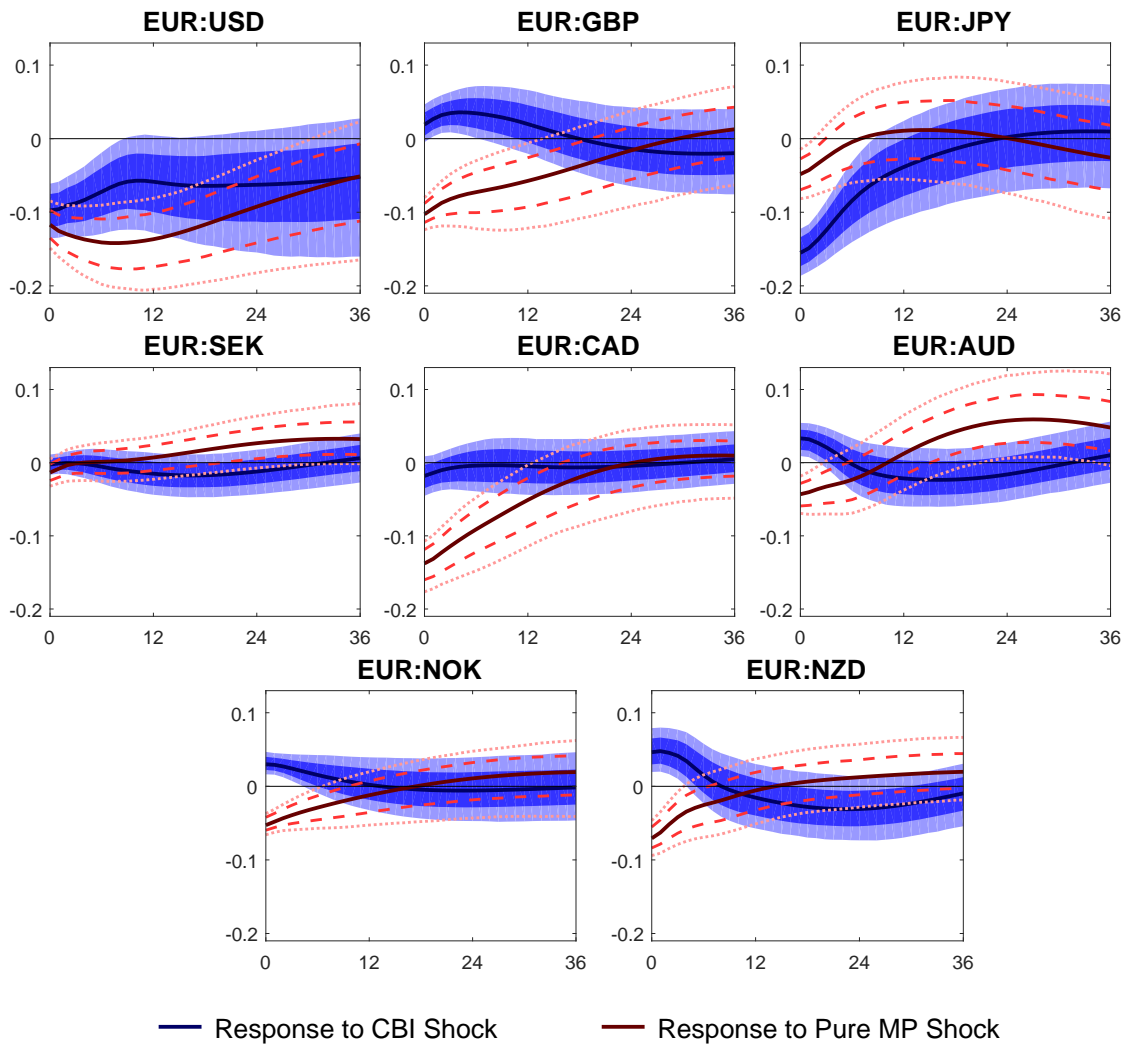 EUR:USD EUR:GBP EUR:JPY
0.1 0.1 0.1
0 0 0
-0.1 -0.1 -0.1
-0.2 -0.2 -0.2
0 12 24 36 0 12 24 36 0 12 24 36
EUR:SEK EUR:CAD EUR:AUD
0.1 0.1 0.1
0 0 0
-0.1 -0.1 -0.1
-0.2 -0.2 -0.2
0 12 24 36 0 12 24 36 0 12 24 36
EUR:NOK EUR:NZD
0.1 0.1
0 0
-0.1 -0.1
-0.2 -0.2
0 12 24 36 0 12 24 36
Response to CBI Shock Response to Pure MP Shock